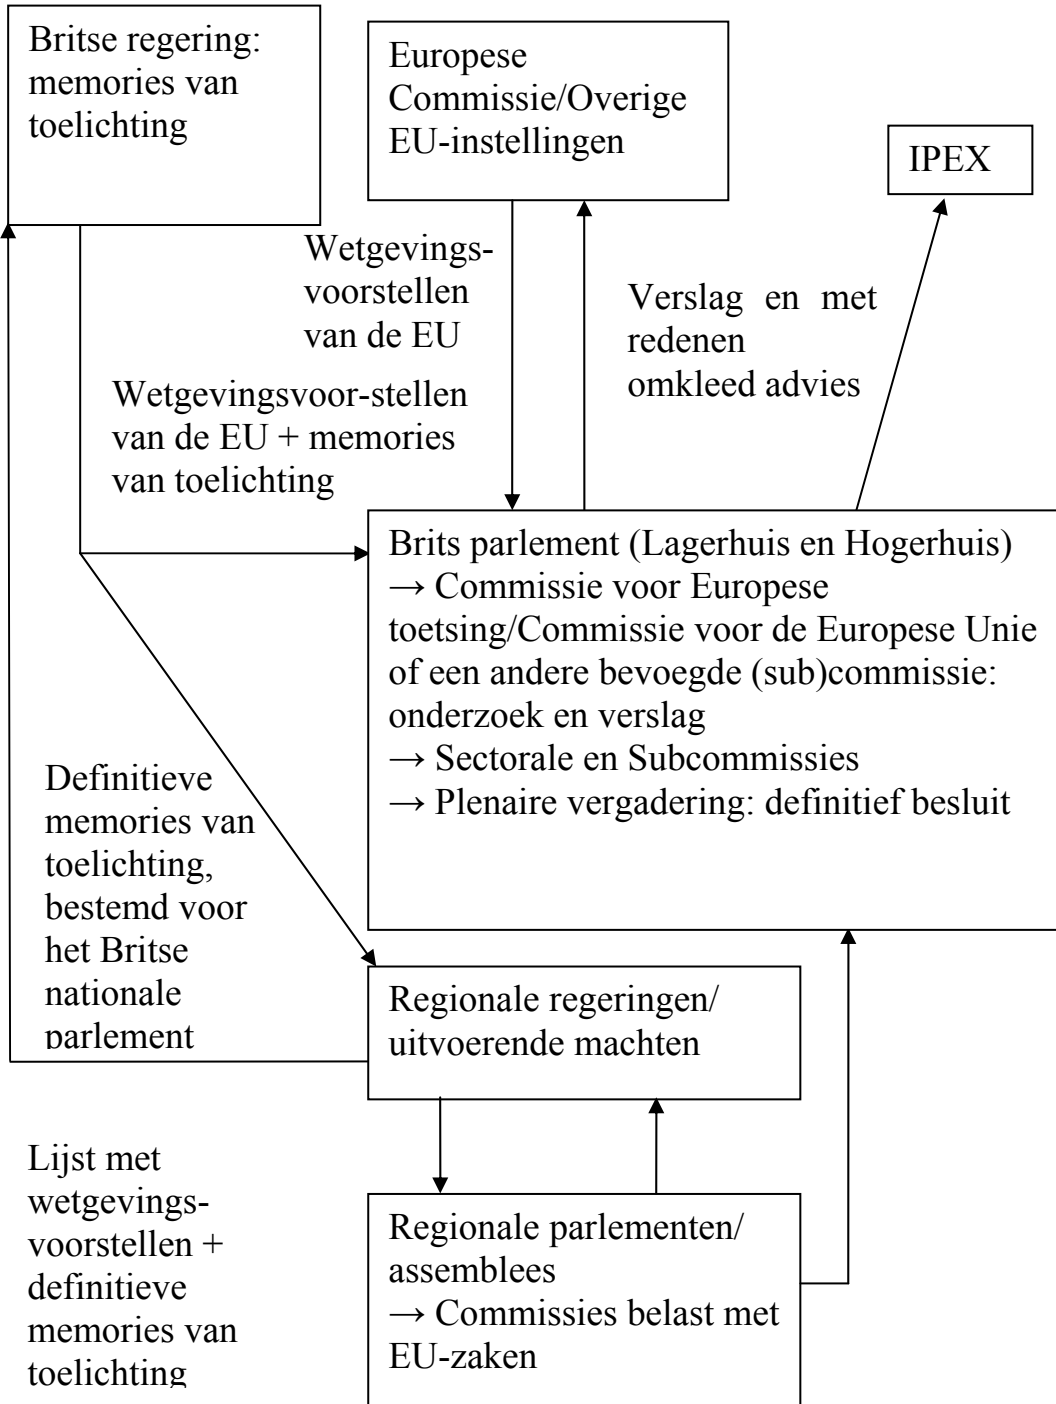 Britse regering:
memories van
toelichting
Europese
Commissie/Overige
EU-instellingen
IPEX
Wetgevings-
voorstellen
van de EU
Verslag en met
redenen
omkleed advies
Wetgevingsvoor-stellen
van de EU + memories
van toelichting
Brits parlement (Lagerhuis en Hogerhuis)
→ Commissie voor Europese
toetsing/Commissie voor de Europese Unie
of een andere bevoegde (sub)commissie:
onderzoek en verslag
→ Sectorale en Subcommissies
→ Plenaire vergadering: definitief besluit
Definitieve
memories van
toelichting,
bestemd voor
het Britse
nationale
parlement
Regionale regeringen/
uitvoerende machten
Lijst met
wetgevings-
voorstellen +
definitieve
memories van
toelichting
Regionale parlementen/
assemblees
→ Commissies belast met
EU-zaken